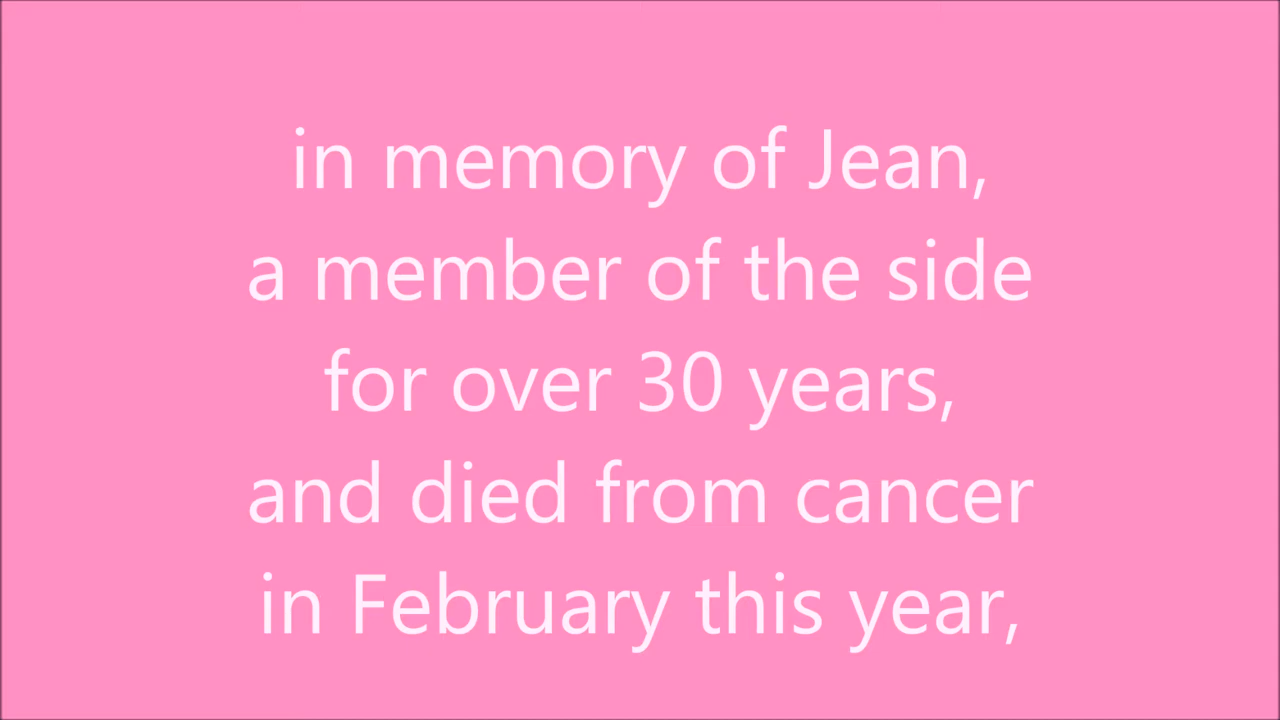 in memory of Jean,
a member of the side
for over 30 years,
and died from cancer
in February this year,